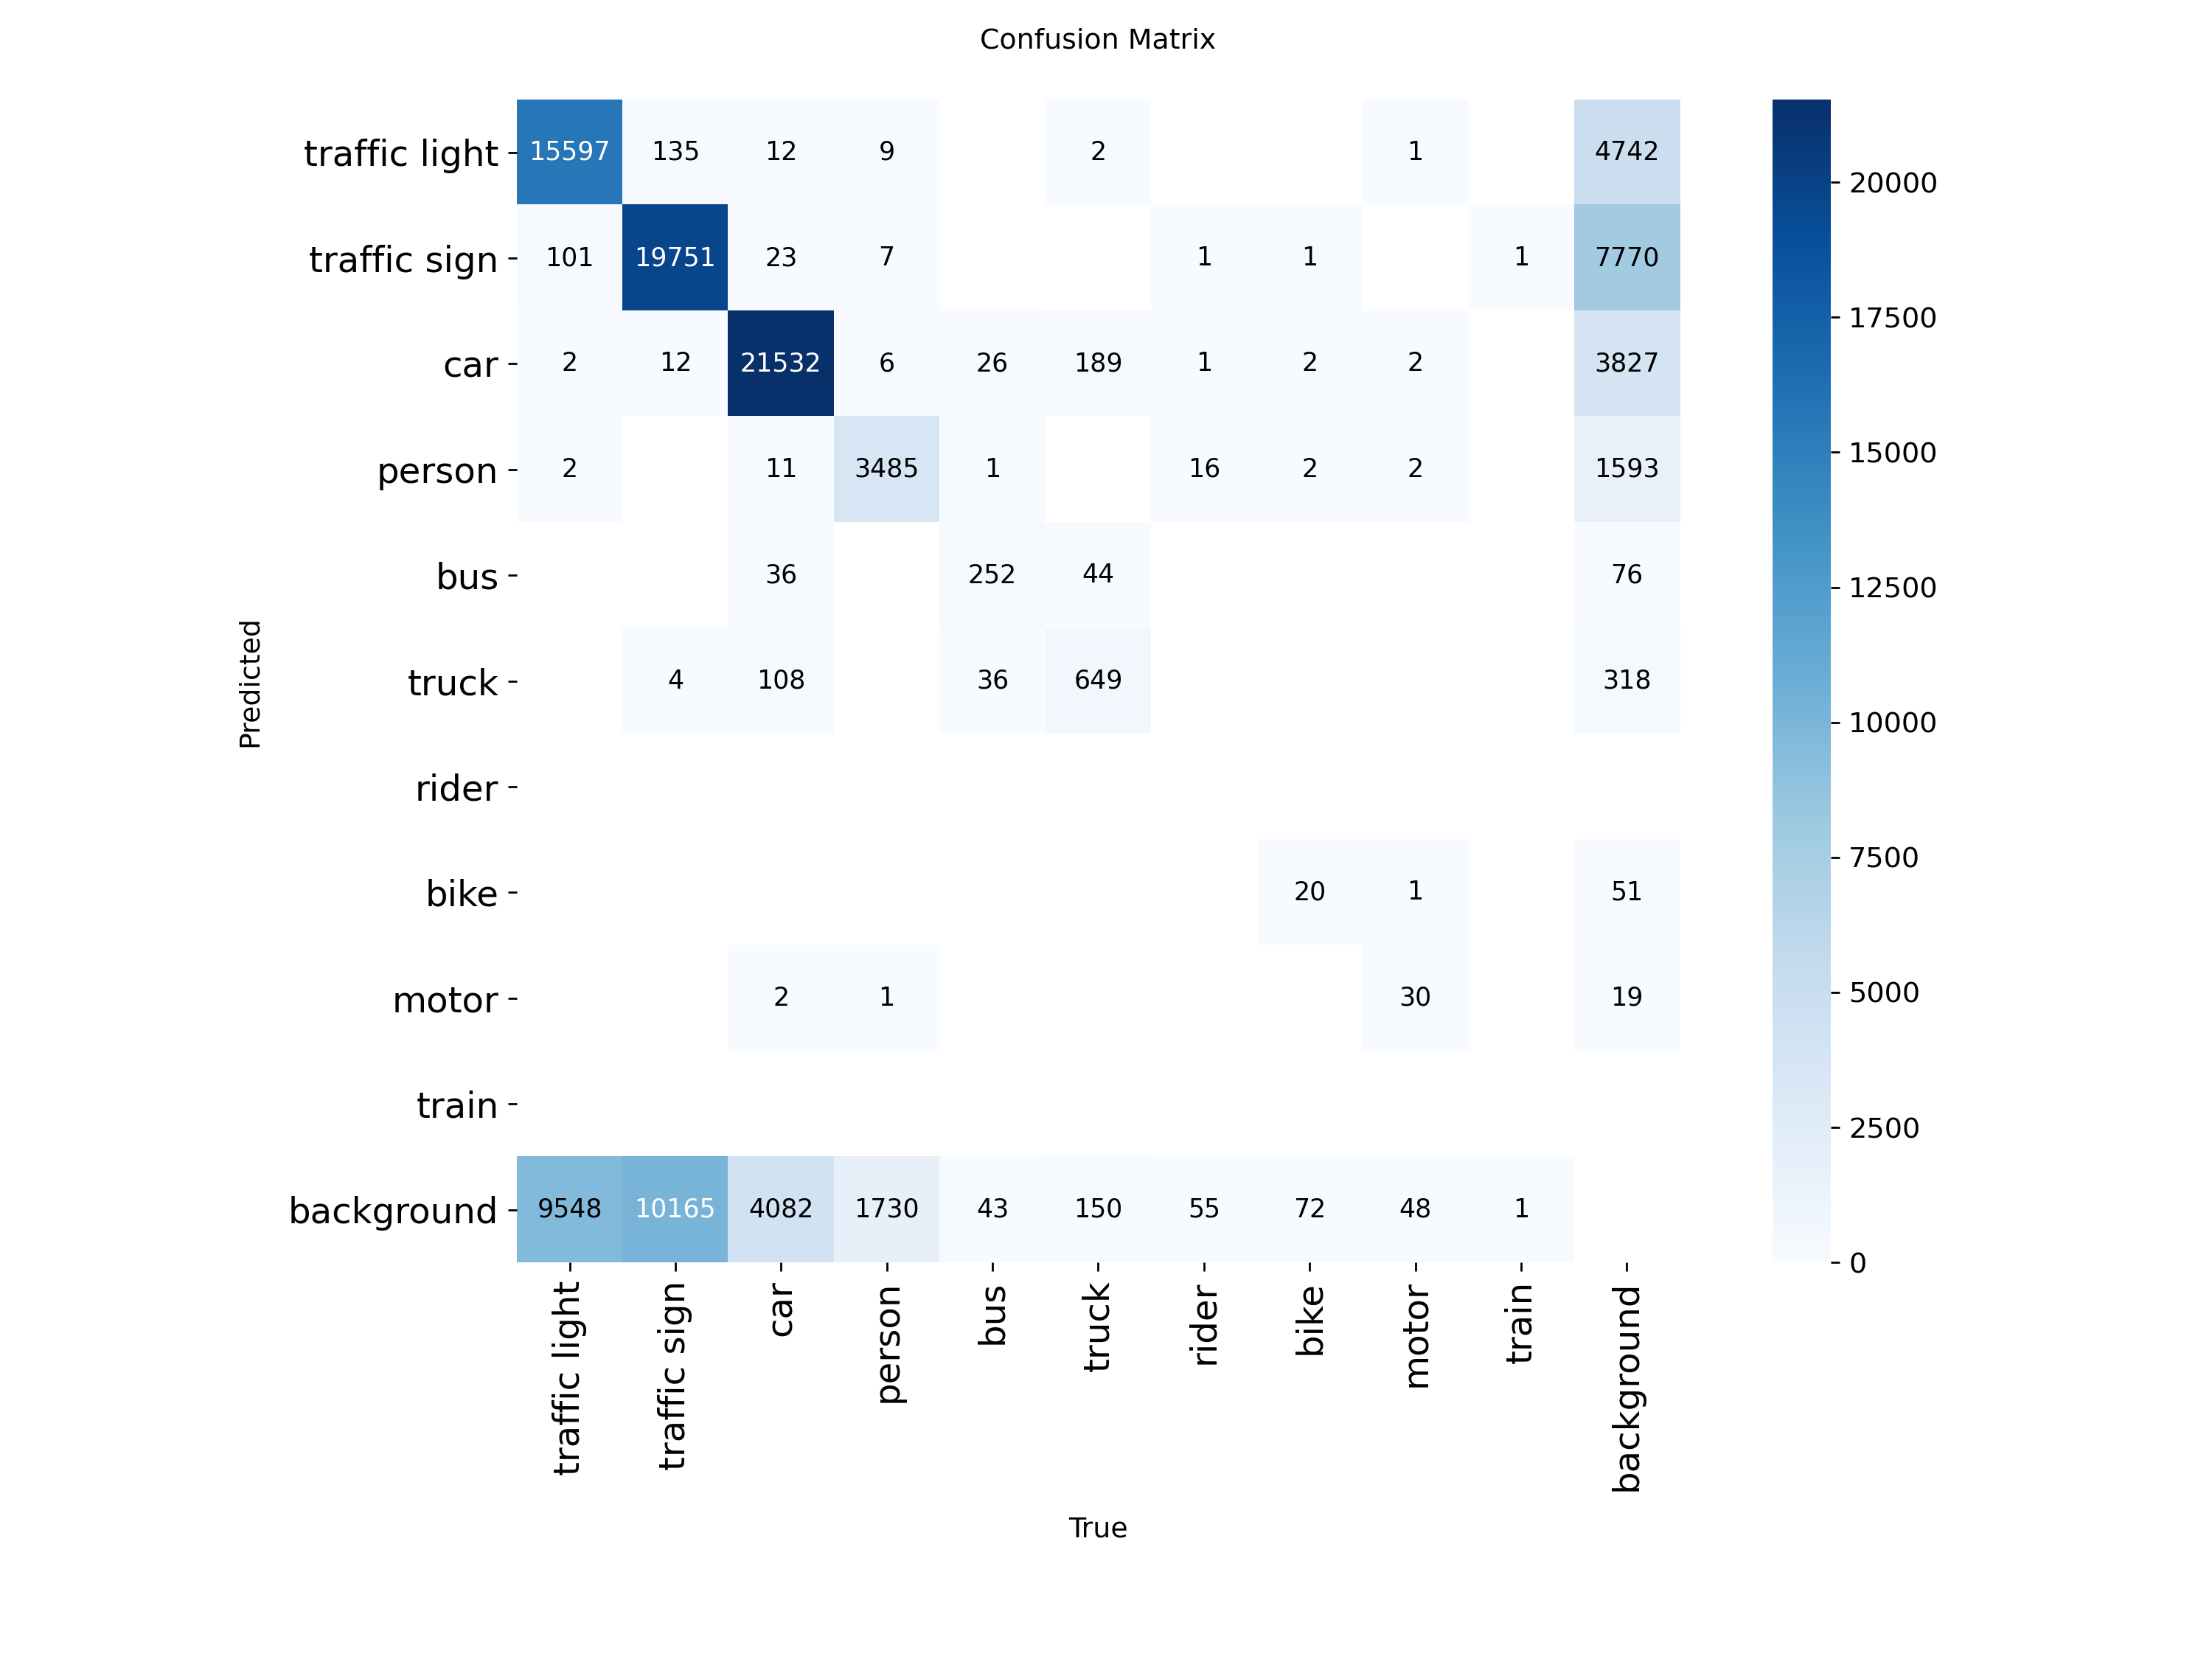 Confusion Matrix
traffic light 15597 135 12 9 2 1 4742
traffic sign 101 19751 23 7 1 1 1 7770
car 2 12 21532 6 26 189 1 2 2 3827
person 2 11 3485 1 16 2 2 1593
bus 36 252 44 76
truck 4 108 36 649 318
rider
bike 20 1 51
motor 2 1 30 19
train
background 9548 10165 4082 1730 43 150 55 72 48 1
traffic light traffic sign car person bus truck rider bike motor train background
True
Predicted
20000
17500
15000
12500
10000
7500
5000
2500
0